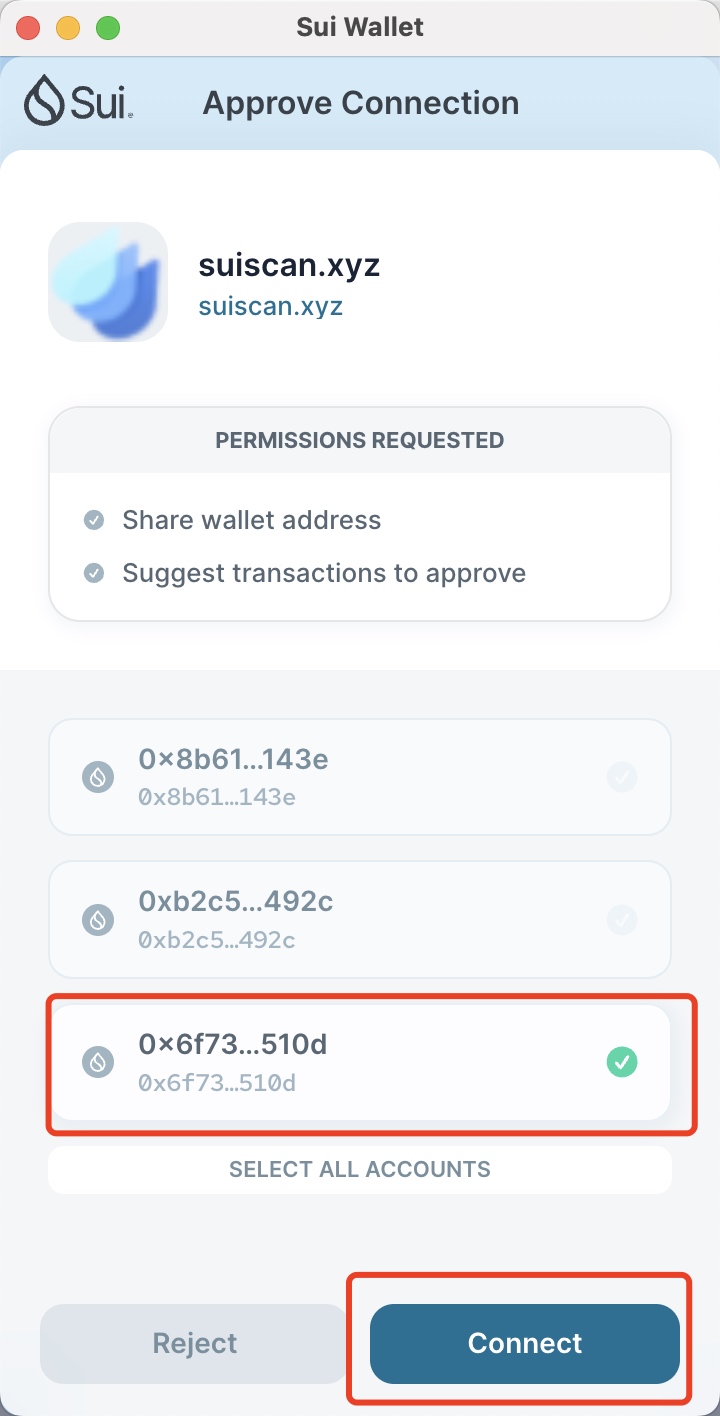 Sui Wallet
Sui
Approve Connection
suiscan.xyz
suiscan.xyz
PERMISSIONS REQUESTED
Share wallet address
Suggest transactions to approve
0×8b61...143e
0x8b61…143e
0xb2c5...492c
0xb2c5…492c
0×6f73...510d
0x6f73…510d
SELECT ALL ACCOUNTS
Reject
Connect